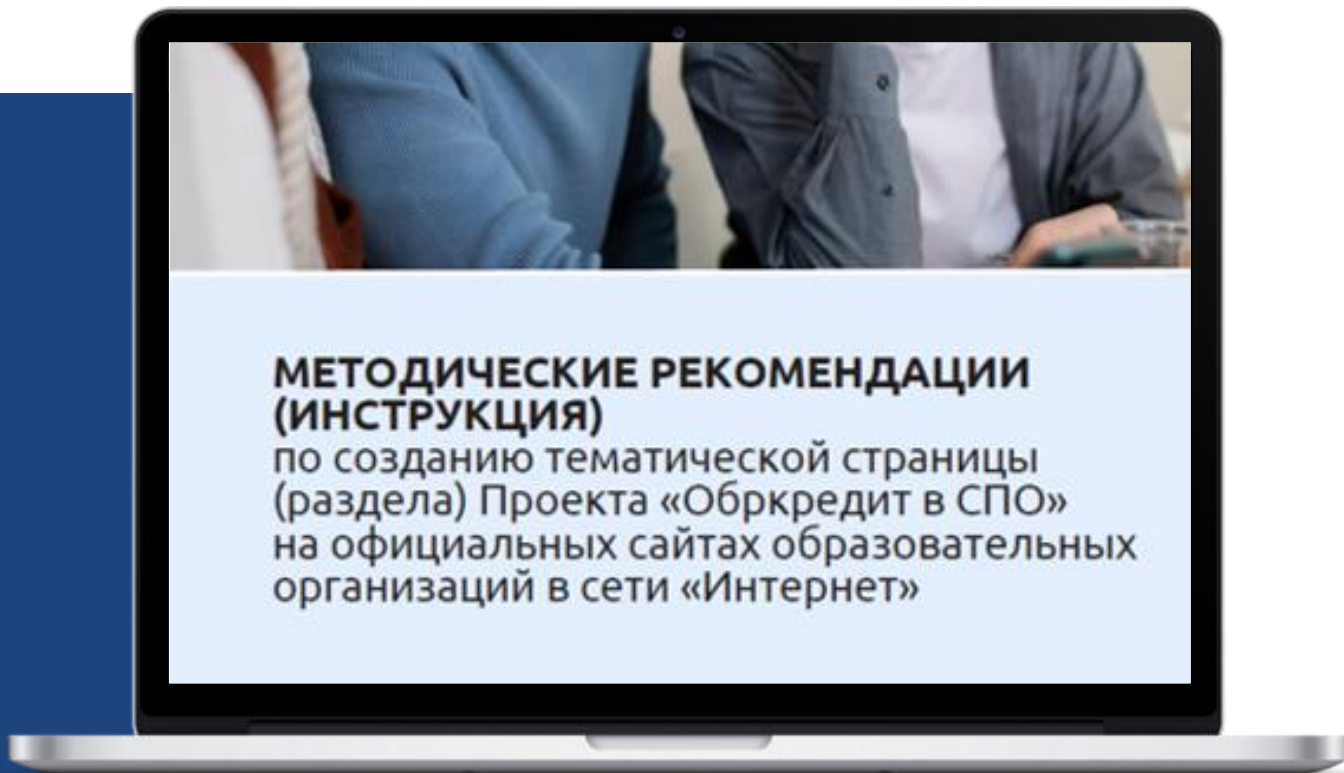 МЕТОДИЧЕСКИЕ РЕКОМЕНДАЦИИ
(ИНСТРУКЦИЯ)
по созданию тематической страницы
(раздела) Проекта «Обркредит в СПО»
на официальных сайтах образовательных
организаций в сети «Интернет»